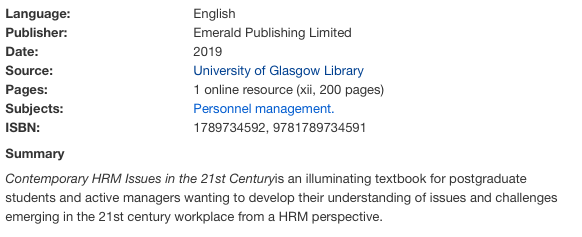 Language: English
Publisher: Emerald Publishing Limited
Date: 2019
Source: University of Glasgow Library
Pages: 1 online resource (xii, 200 pages)
Subjects: Personnel management.
ISBN: 1789734592, 9781789734591
Summary
Contemporary HRM Issues in the 21st Centuryis an illuminating textbook for postgraduate
students and active managers wanting to develop their understanding of issues and challenges
emerging in the 21st century workplace from a HRM perspective.